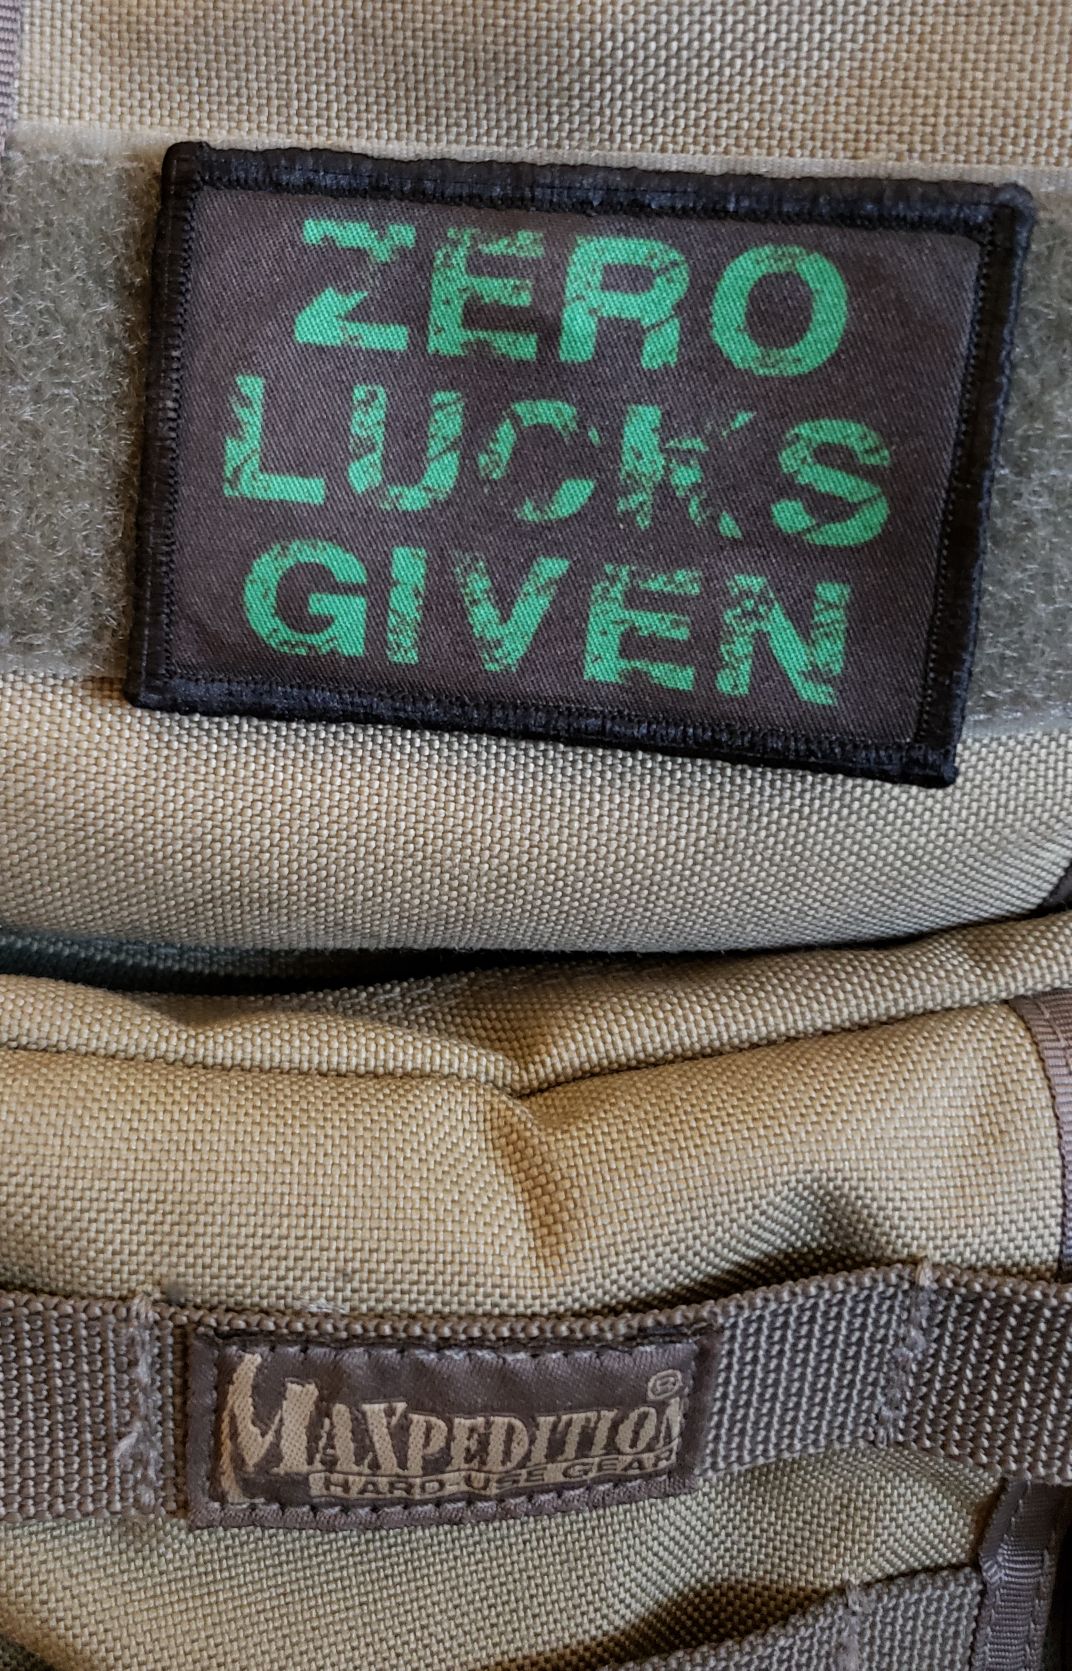 ZERO
LUCKS
GIVEN
MAXPEDITION®
HARD-USE GEAR